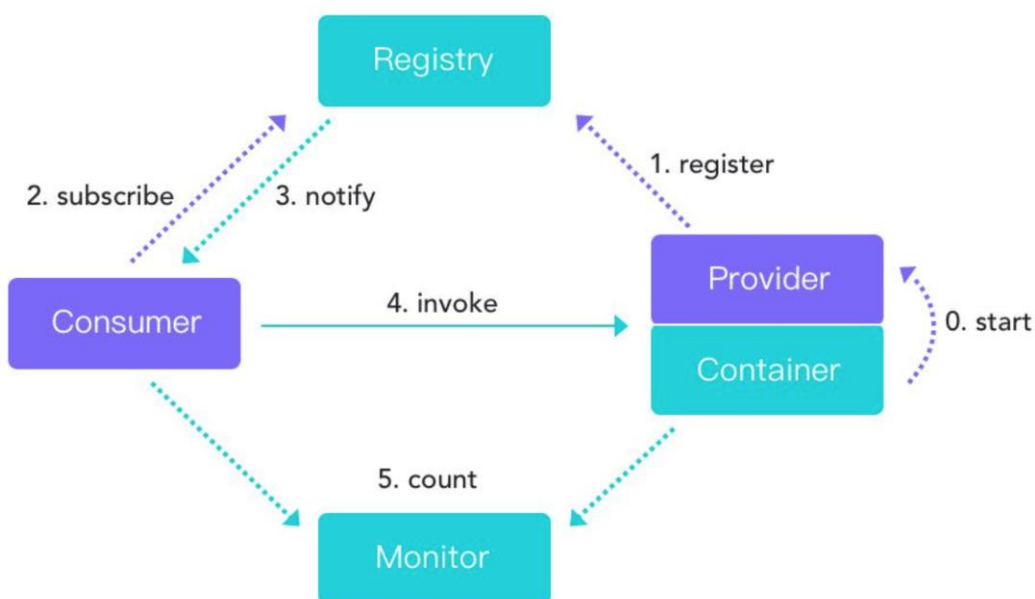 Registry
1. register
2. subscribe
3. notify
Provider
4. invoke
Consumer
0. start
Container
5. count
Monitor